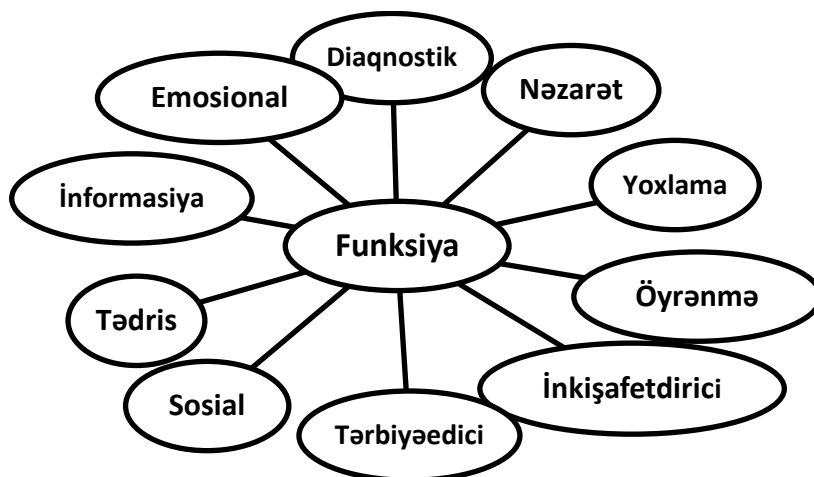 Diaqnostik
Emosional
Nəzarət
İnformasiya
Yoxlama
Funksiya
Öyrənmə
Tədris
İnkişafetdirici
Sosial
Tərbiyəedici